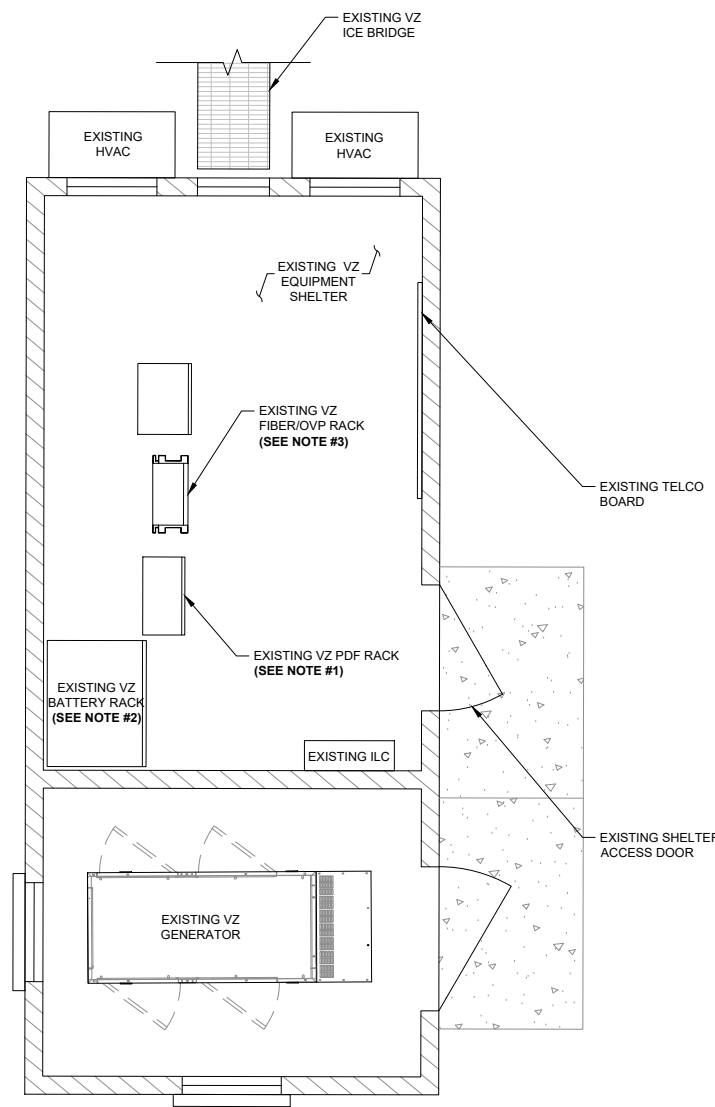 EXISTING VZ
ICE BRIDGE
EXISTING
HVAC
EXISTING
HVAC
EXISTING VZ
EQUIPMENT
SHELTER
EXISTING VZ
FIBER/OVP RACK
(SEE NOTE #3)
EXISTING TELCO
BOARD
EXISTING VZ PDF RACK
(SEE NOTE #1)
EXISTING VZ
BATTERY RACK
(SEE NOTE #2)
EXISTING ILC
EXISTING SHELTER
ACCESS DOOR
EXISTING VZ
GENERATOR